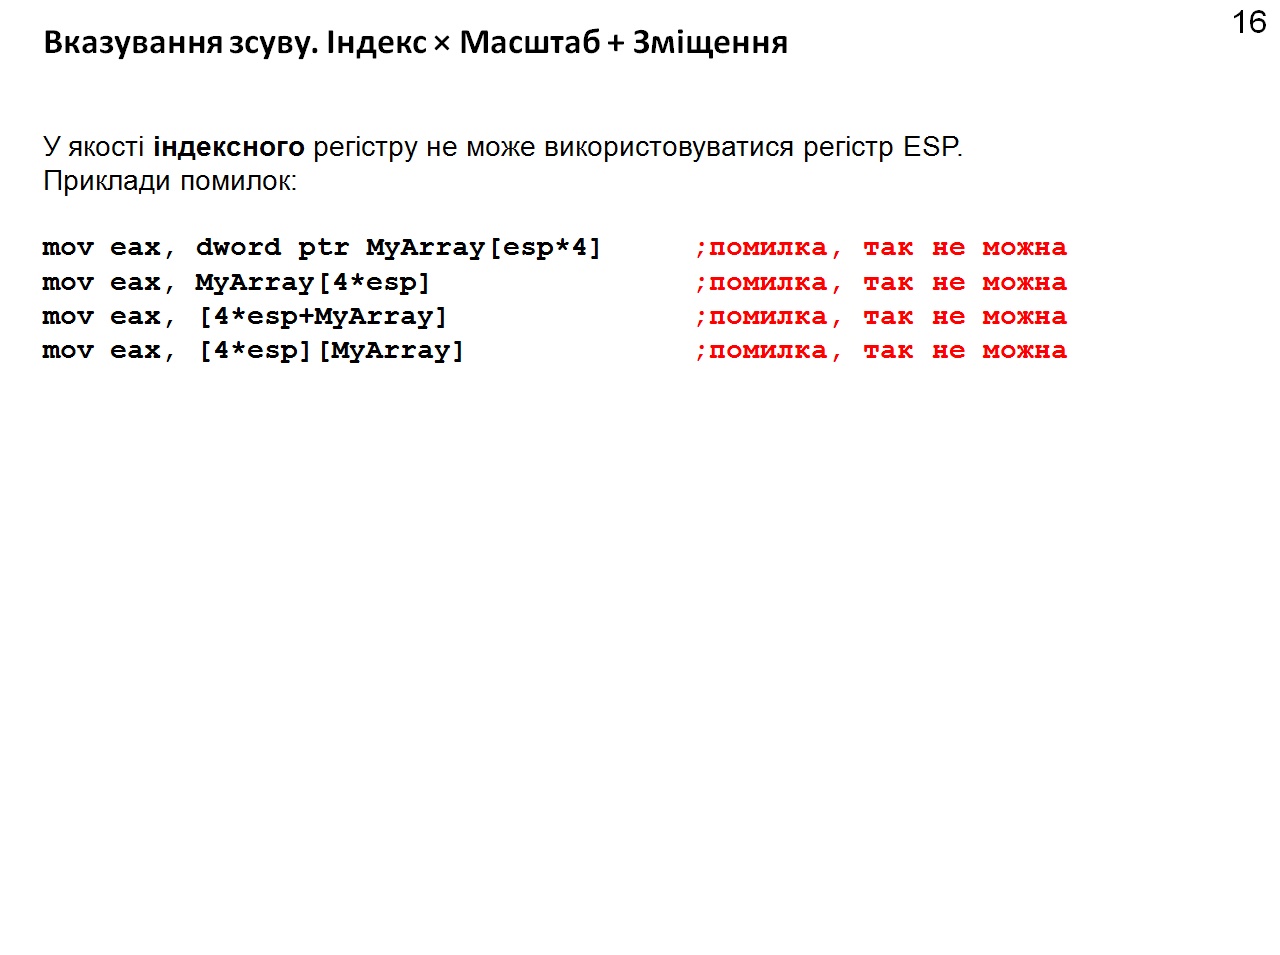 16
Вказування зсуву. Індекс × Масштаб + Зміщення
У якості індексного регістру не може використовуватися регістр ESP.
Приклади помилок:
mov eax, dword ptr MyArray[esp*4] ;помилка, так не можна
mov eax, MyArray[4*esp] ;помилка, так не можна
mov eax, [4*esp+MyArray] ;помилка, так не можна
mov eax, [4*esp][MyArray] ;помилка, так не можна